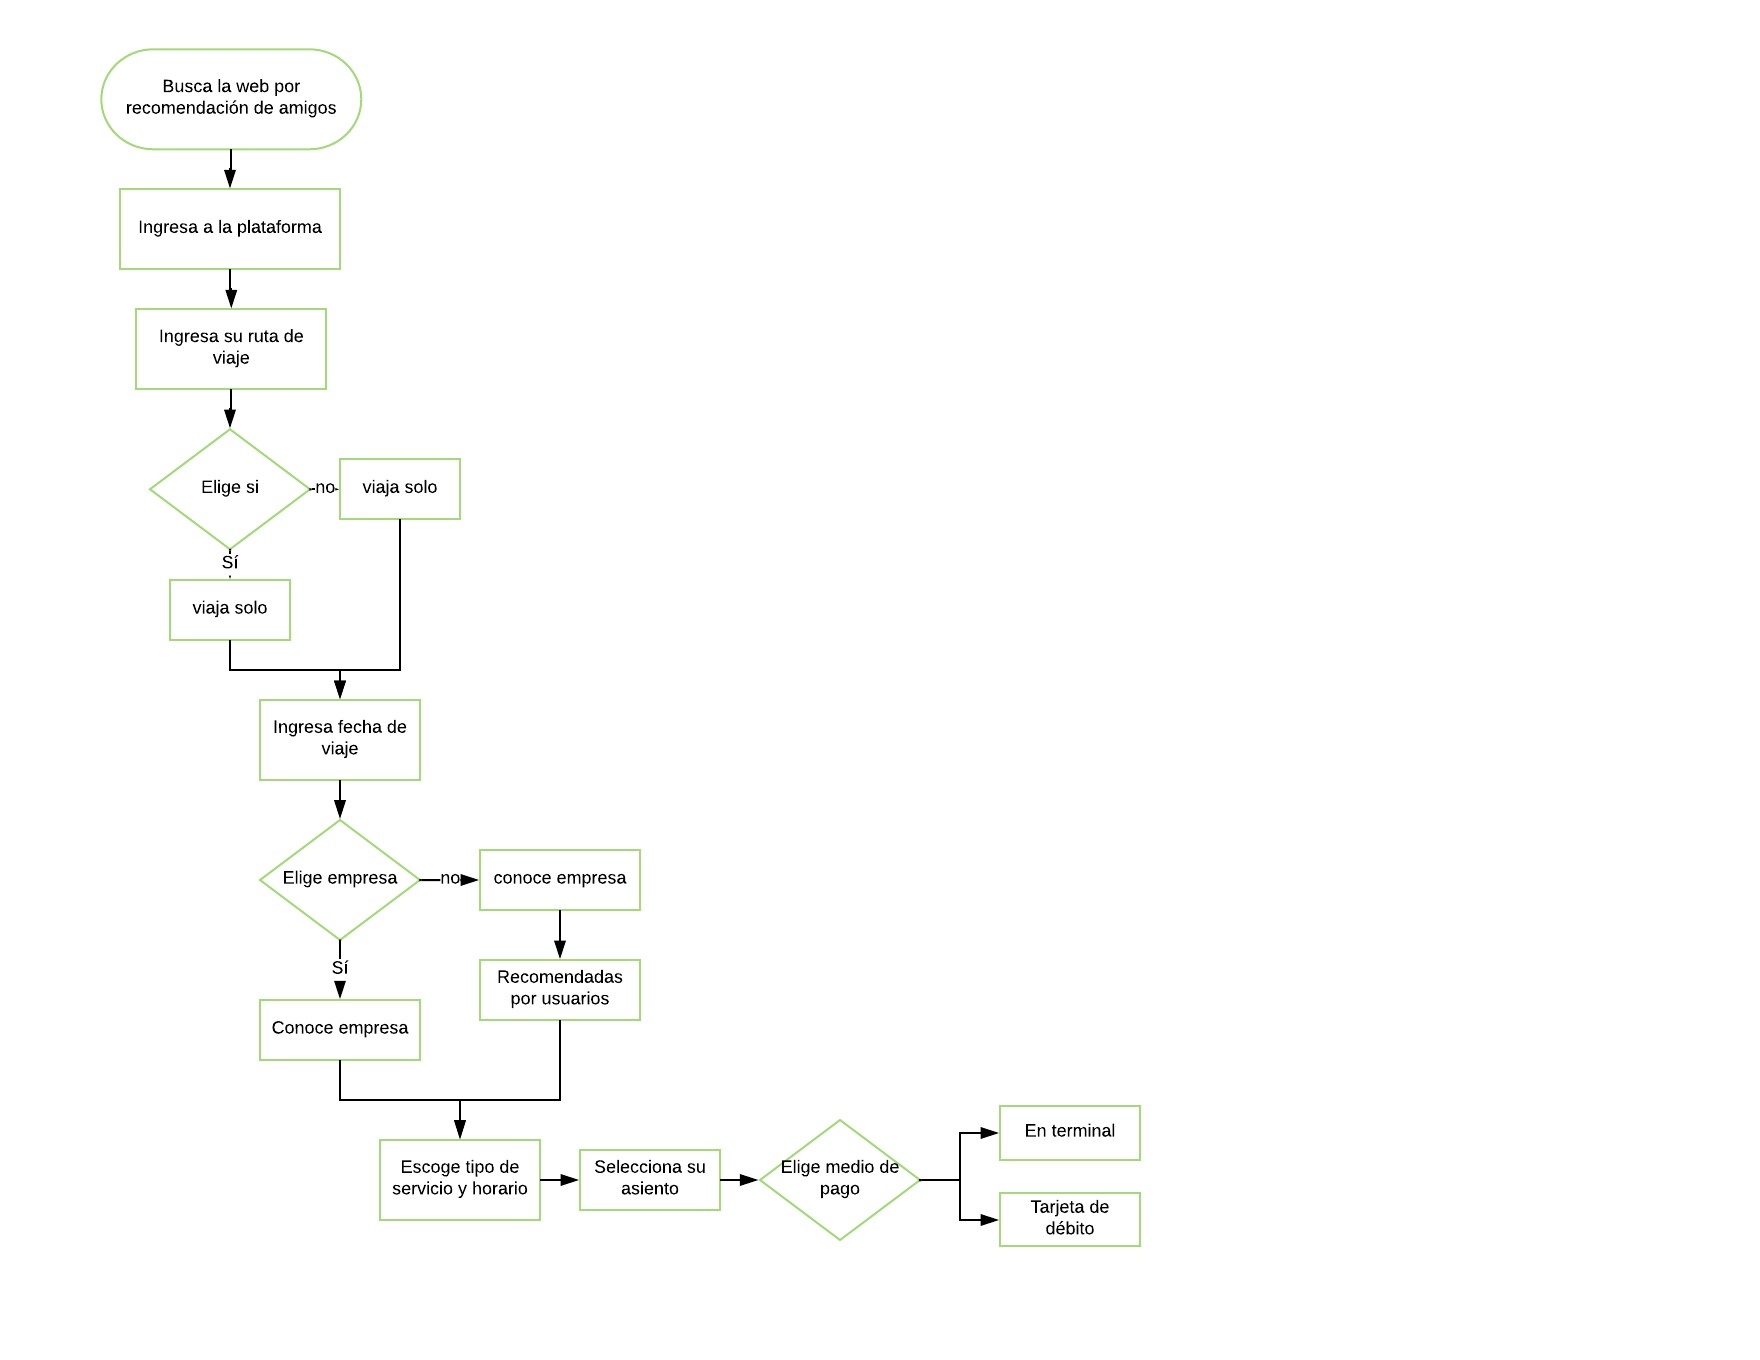 Busca la web por
recomendación de amigos
Ingresa a la plataforma
Ingresa su ruta de
viaje
Elige si
no
viaja solo
Sí
viaja solo
Ingresa fecha de
viaje
Elige empresa
no
conoce empresa
Sí
Recomendadas
por usuarios
Conoce empresa
Escoge tipo de
servicio y horario
Selecciona su
asiento
Elige medio de
pago
En terminal
Tarjeta de
débito